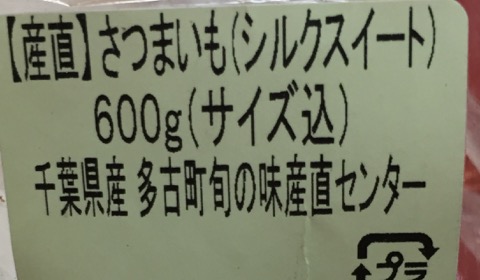 【産直】さつまいも(シルクスイート)
600g(サイズ込)
千葉県産 多古町旬の味産直センター
プラ